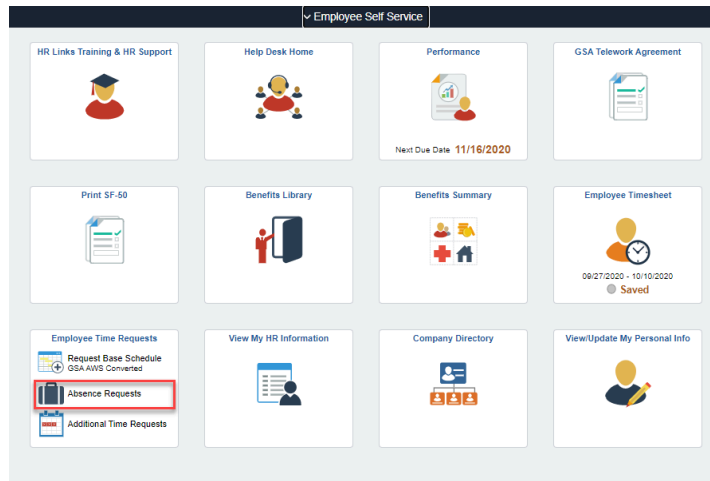 Employee Self Service
HR Links Training & HR Support
Help Desk Home
Performance
GSA Telework Agreement
Next Due Date 11/16/2020
Print SF-50
Benefits Library
Benefits Summary
Employee Timesheet
09/27/2020 - 10/10/2020
Saved
Employee Time Requests
View My HR Information
Company Directory
View/Update My Personal Info
Request Base Schedule
GSA AWS Converted
Absence Requests
Additional Time Requests